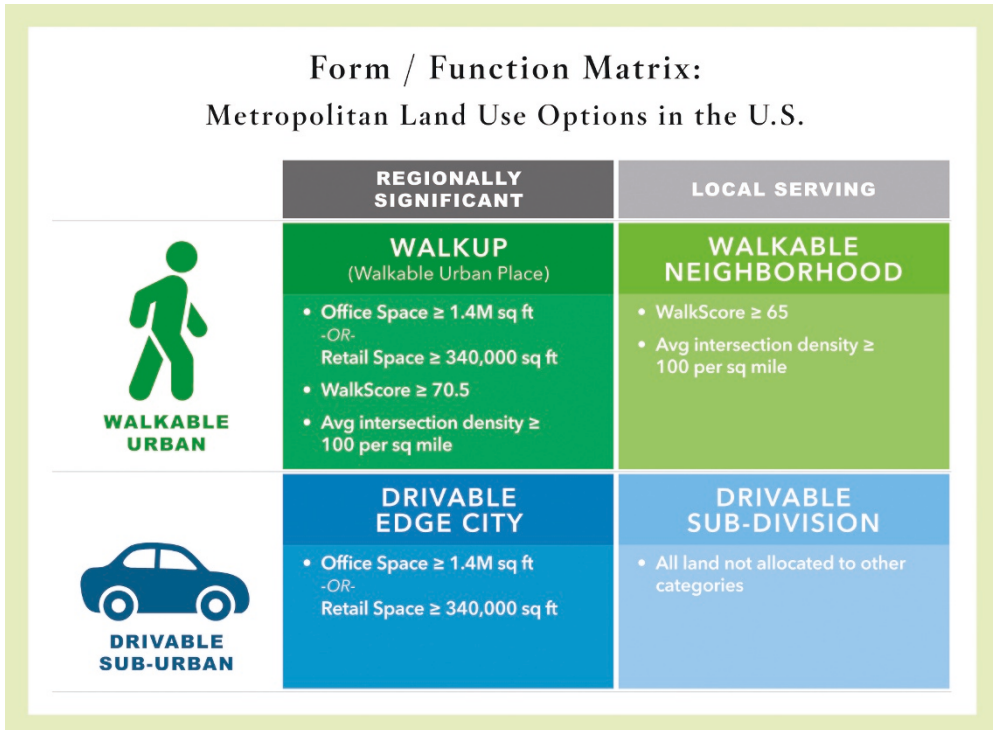 Form / Function Matrix:
Metropolitan Land Use Options in the U.S.
REGIONALLY
SIGNIFICANT
LOCAL SERVING
WALKABLE
URBAN
WALKUP
(Walkable Urban Place)
• Office Space ≥ 1.4M sq ft
-OR-
Retail Space ≥ 340,000 sq ft
• WalkScore ≥ 70.5
• Avg intersection density ≥
100 per sq mile
WALKABLE
NEIGHBORHOOD
• WalkScore ≥ 65
• Avg intersection density ≥
100 per sq mile
DRIVABLE
SUB-URBAN
DRIVABLE
EDGE CITY
• Office Space ≥ 1.4M sq ft
-OR-
Retail Space ≥ 340,000 sq ft
DRIVABLE
SUB-DIVISION
• All land not allocated to other
categories